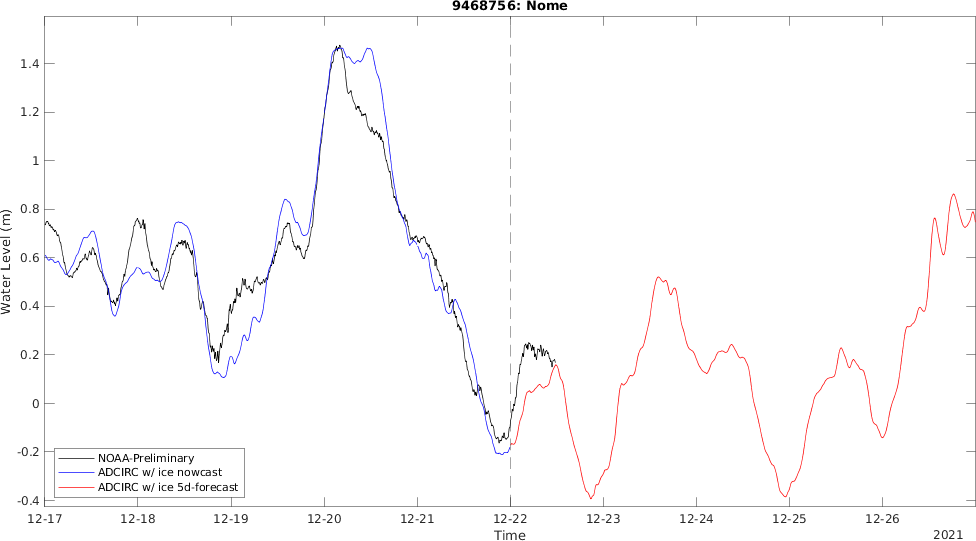 9468756: Nome
Water Level (m)
1.4
1.2
1
0.8
0.6
0.4
0.2
0
-0.2
-0.4
NOAA-Preliminary
ADCIRC w/ ice nowcast
ADCIRC w/ ice 5d-forecast
12-17 12-18 12-19 12-20 12-21 12-22 12-23 12-24 12-25 12-26
Time
2021